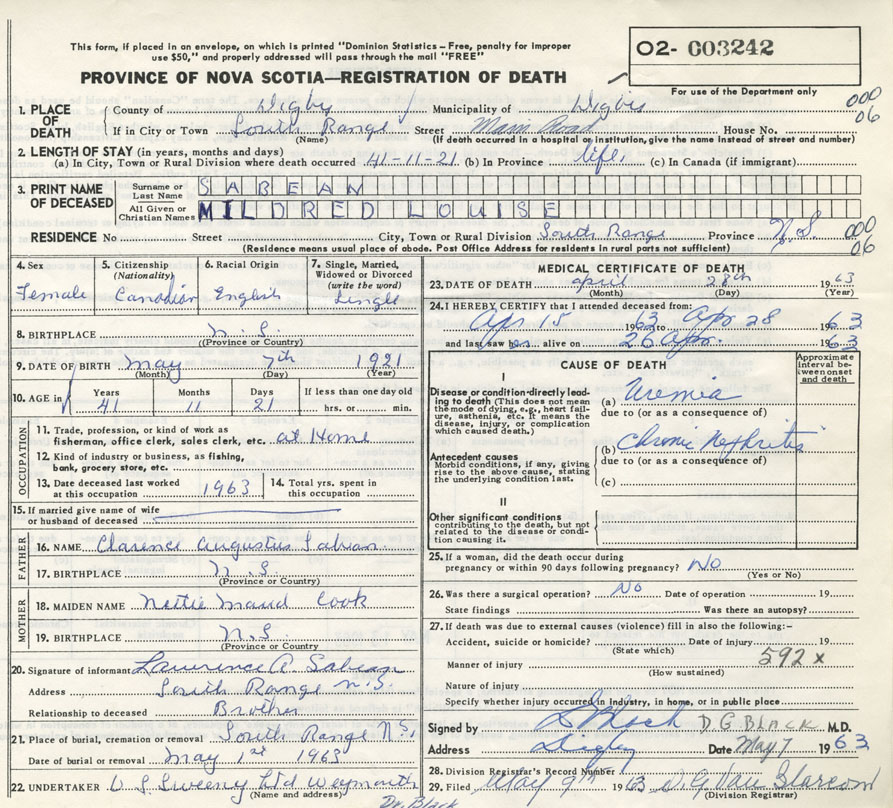 This form, if placed in an envelope, on which is printed "Dominion Statistics – Free, penalty for improper
use $50," and properly addressed will pass through the mail "FREE"
O2- 003242
PROVINCE OF NOVA SCOTIA—REGISTRATION OF DEATH
For use of the Department only
1. PLACE OF DEATH { County of Digby Municipality of Digby 000
If in City or Town South Range Street Main Road House No. 06
(Name) (If death occurred in a hospital or institution, give the name instead of street and number)
2. LENGTH OF STAY (in years, months and days)
(a) In City, Town or Rural Division where death occurred 41-11-21 (b) In Province life, (c) In Canada (if immigrant)
3. PRINT NAME OF DECEASED { Surname or Last Name SABEAN
All Given or Christian Names MILDRED LOUISE
RESIDENCE No Street City, Town or Rural Division South Range Province N.S. 000
(Residence means usual place of abode. Post Office Address for residents in rural parts not sufficient) 06
4. Sex Female
5. Citizenship (Nationality) Canadian
6. Racial Origin English
7. Single, Married, Widowed or Divorced (write the word) Single
8. BIRTHPLACE N.S.
(Province or Country)
9. DATE OF BIRTH May 7th 1921
(Month) (Day) (Year)
10. AGE in Years Months Days If less than one day old
41 11 21 hrs. or min.
OCCUPATION
11. Trade, profession, or kind of work as
fisherman, office clerk, sales clerk, etc. at Home
12. Kind of industry or business, as fishing,
bank, grocery store, etc.
13. Date deceased last worked
at this occupation 1963
14. Total yrs. spent in
this occupation
15. If married give name of wife
or husband of deceased
FATHER
16. NAME Clarence Augustus Sabean
17. BIRTHPLACE N.S.
(Province or Country)
MOTHER
18. MAIDEN NAME Nettie Maud Cook
19. BIRTHPLACE N.S
(Province or Country)
20. Signature of informant Lawrence A Sabean
Address South Range N.S.
Relationship to deceased Brother
21. Place of burial, cremation or removal South Range N.S,
Date of burial or removal May 1st 1963
22. UNDERTAKER Sweeny Ltd Weymouth
(Name and address)
Dr. Black
MEDICAL CERTIFICATE OF DEATH
23. DATE OF DEATH April 28th 1963
(Month) (Day) (Year)
24. I HEREBY CERTIFY that I attended deceased from:
Apr 15 1963 to Apr 28 1963
and last saw her alive on 26 Apr. 1963
CAUSE OF DEATH
Approximate
interval be-
tween onset
and death
I
Disease or condition directly lead-
ing to death (This does not mean
the mode of dying, e.g., heart fail-
ure, asthenia, etc. It means the
disease, injury, or complication
which caused death.)
(a) Uremia
due to (or as a consequence of)
Antecedent causes
Morbid conditions, if any, giving
rise to the above cause, stating
the underlying condition last.
(b) Chronic Nephritis
due to (or as a consequence of)
(c)
II
Other significant conditions
contributing to the death, but not
related to the disease or condi-
tion causing it.
25. If a woman, did the death occur during
pregnancy or within 90 days following pregnancy? No
(Yes or No)
26. Was there a surgical operation? No Date of operation 19
State findings Was there an autopsy?
27. If death was due to external causes (violence) fill in also the following:–
Accident, suicide or homicide? Date of injury 19
(State which) 592 x
Manner of injury
(How sustained)
Nature of injury
Specify whether injury occurred in industry, in home, or in public place
Signed by D Black D.G. BLACK M.D.
Address Digby Date May 7 1963
28. Division Registrar's Record Number
29. Filed May 9th 1963
(Division Registrar)